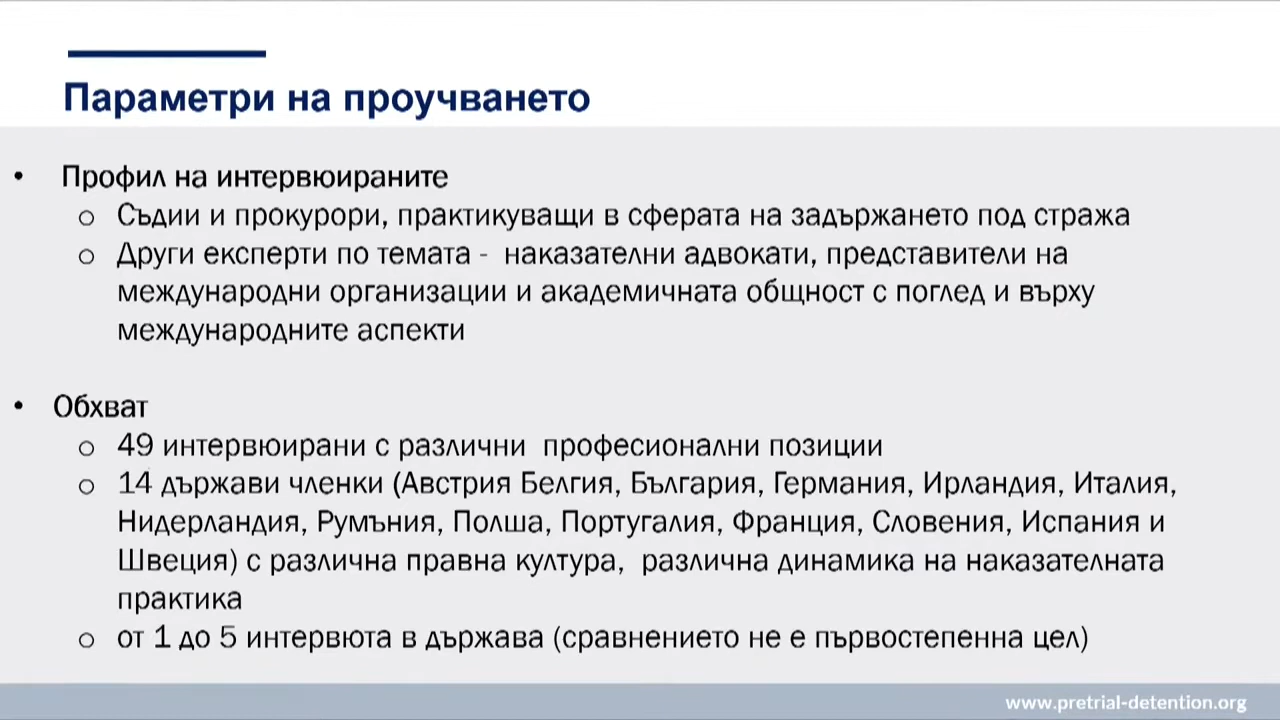 Параметри на проучването
• Профил на интервюираните
o Съдии и прокурори, практикуващи в сферата на задържането под стража
o Други експерти по темата - наказателни адвокати, представители на
международни организации и академичната общност с поглед и върху
международните аспекти
• Обхват
o 49 интервюирани с различни професионални позиции
o 14 държави членки (Австрия Белгия, България, Германия, Ирландия, Италия,
Нидерландия, Румъния, Полша, Португалия, Франция, Словения, Испания и
Швеция) с различна правна култура, различна динамика на наказателната
практика
o от 1 до 5 интервюта в държава (сравнението не е първостепенна цел)
www.pretrial-detention.org